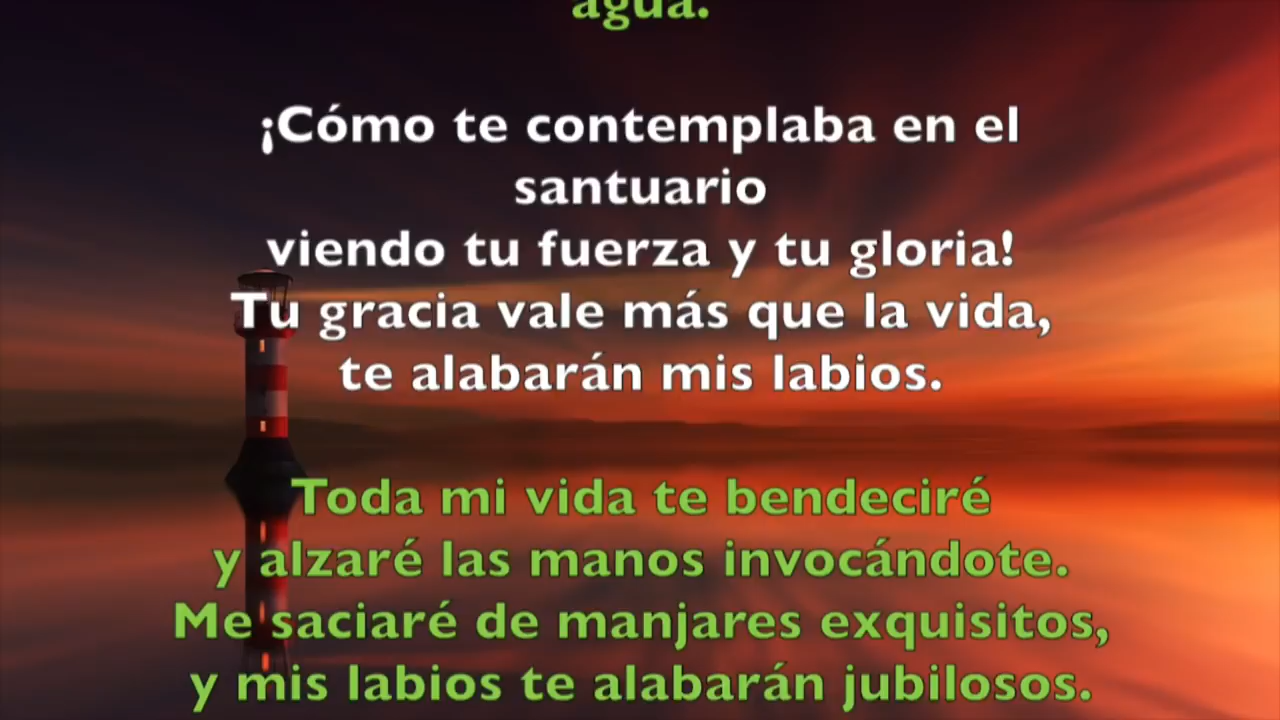 agua.
¡Cómo te contemplaba en el
santuario
viendo tu fuerza y tu gloria!
Tu gracia vale más que la vida,
te alabarán mis labios.
Toda mi vida te bendeciré
y alzaré las manos invocándote.
Me saciaré de manjares exquisitos,
y mis labios te alabarán jubilosos.